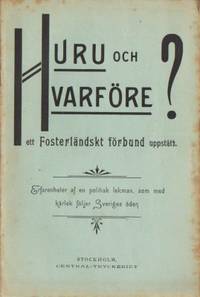 HURU OCH
HVARFÖRE?
ett Fosterländskt förbund uppstått.
Erfarenheter af en politisk lekman, som med
kärlek följer Sveriges öden
STOCKHOLM,
CENTRAL-TRYCKERIET